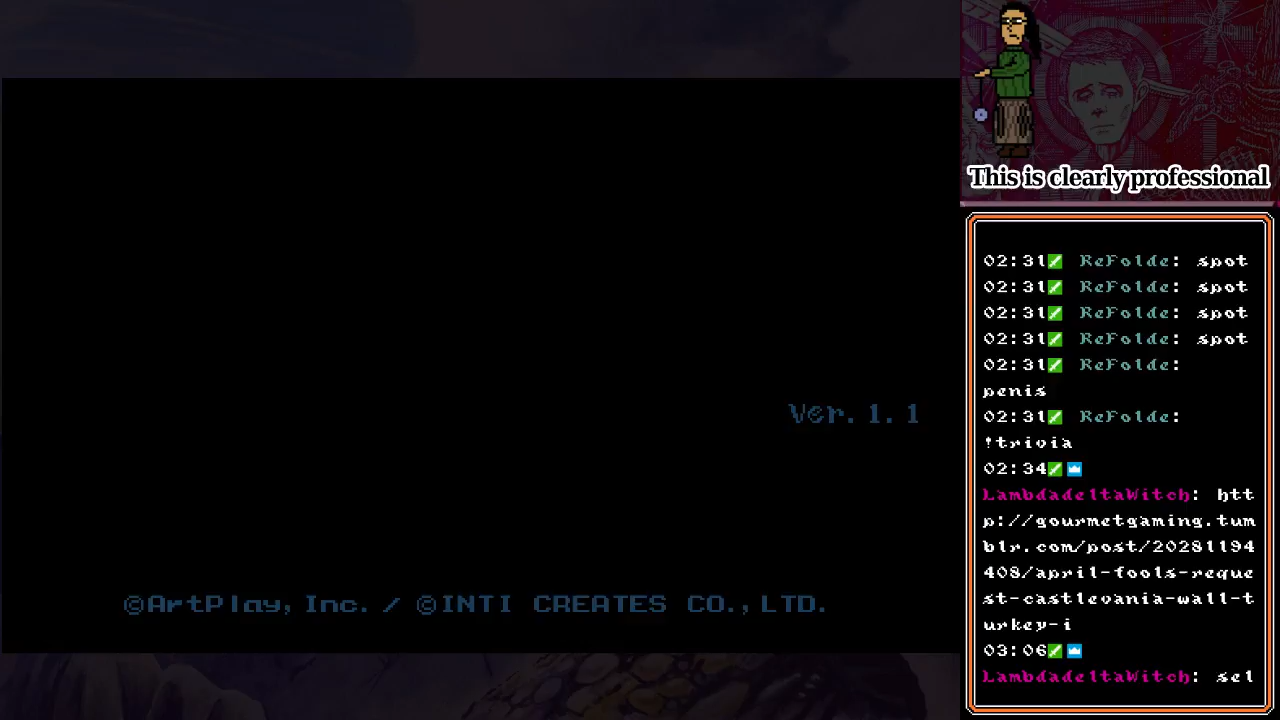 This is clearly professional
02:31 ReFolde: spot
02:31 ReFolde: spot
02:31 ReFolde: spot
02:31 ReFolde: spot
02:31 ReFolde:
penis
02:31 ReFolde:
!trivia
02:34
LambdadeltaWitch: htt
p://gourmetgaming.tum
blr.com/post/20281194
408/april-fools-reque
st-castlevania-wall-t
urkey-i
03:06
LambdadeltaWitch: sel
Ver.1.1
©ArtPlay, Inc. / ©INTI CREATES CO.,LTD.